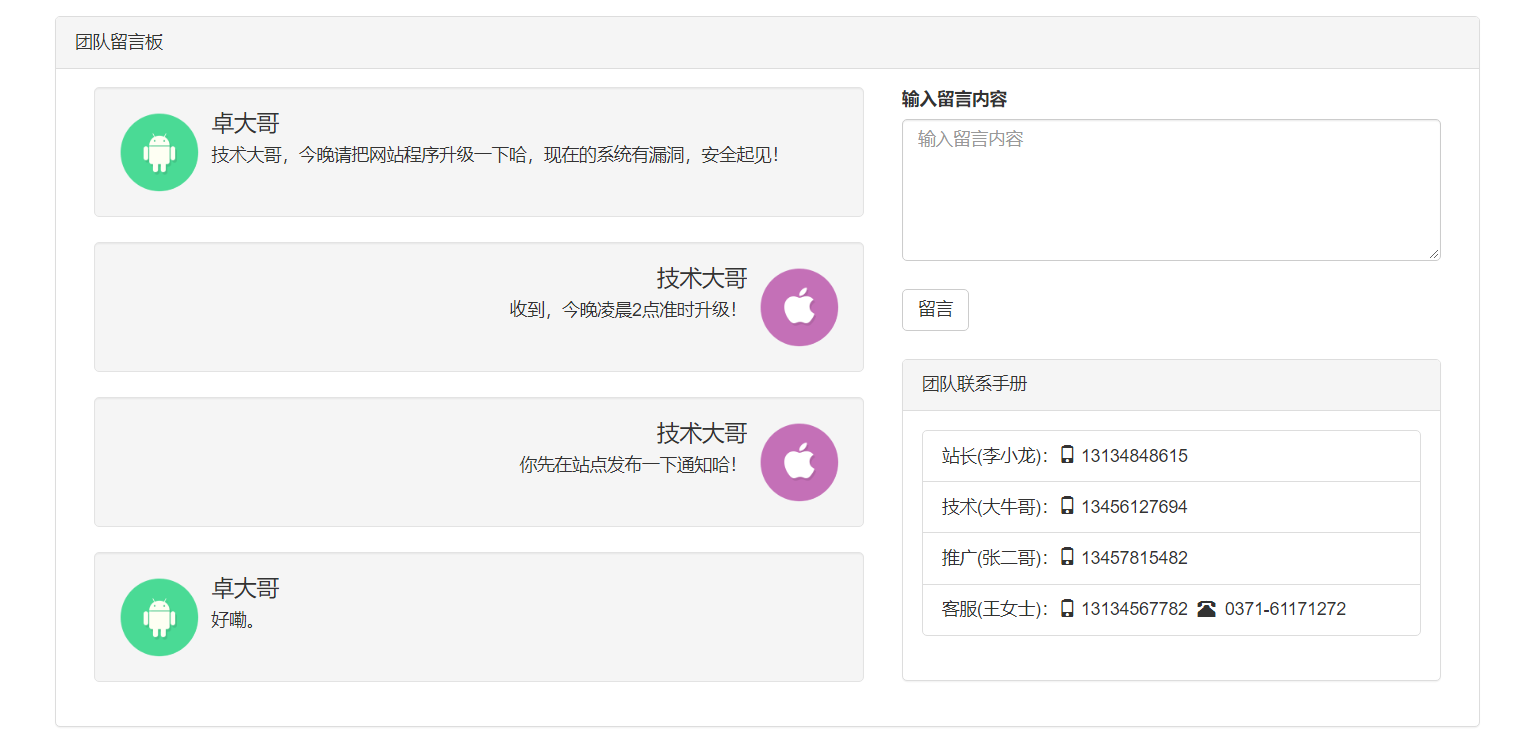 团队留言板
卓大哥
技术大哥，今晚请把网站程序升级一下哈，现在的系统有漏洞，安全起见！
技术大哥
收到，今晚凌晨2点准时升级！
技术大哥
你先在站点发布一下通知哈！
卓大哥
好嘞。
输入留言内容
输入留言内容
留言
团队联系手册
站长(李小龙)： 13134848615
技术(大牛哥)： 13456127694
推广(张二哥)： 13457815482
客服(王女士)： 13134567782 0371-61171272